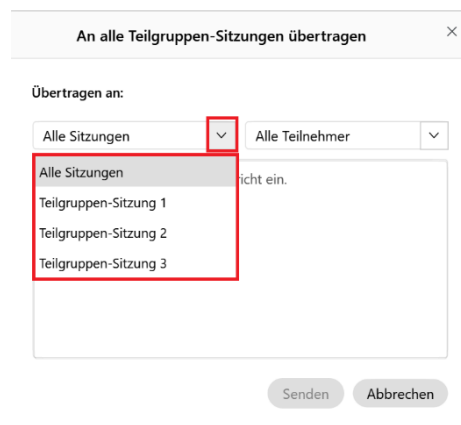 An alle Teilgruppen-Sitzungen übertragen
Übertragen an:
Alle Sitzungen
Alle Teilnehmer
Alle Sitzungen
richt ein.
Teilgruppen-Sitzung 1
Teilgruppen-Sitzung 2
Teilgruppen-Sitzung 3
Senden
Abbrechen